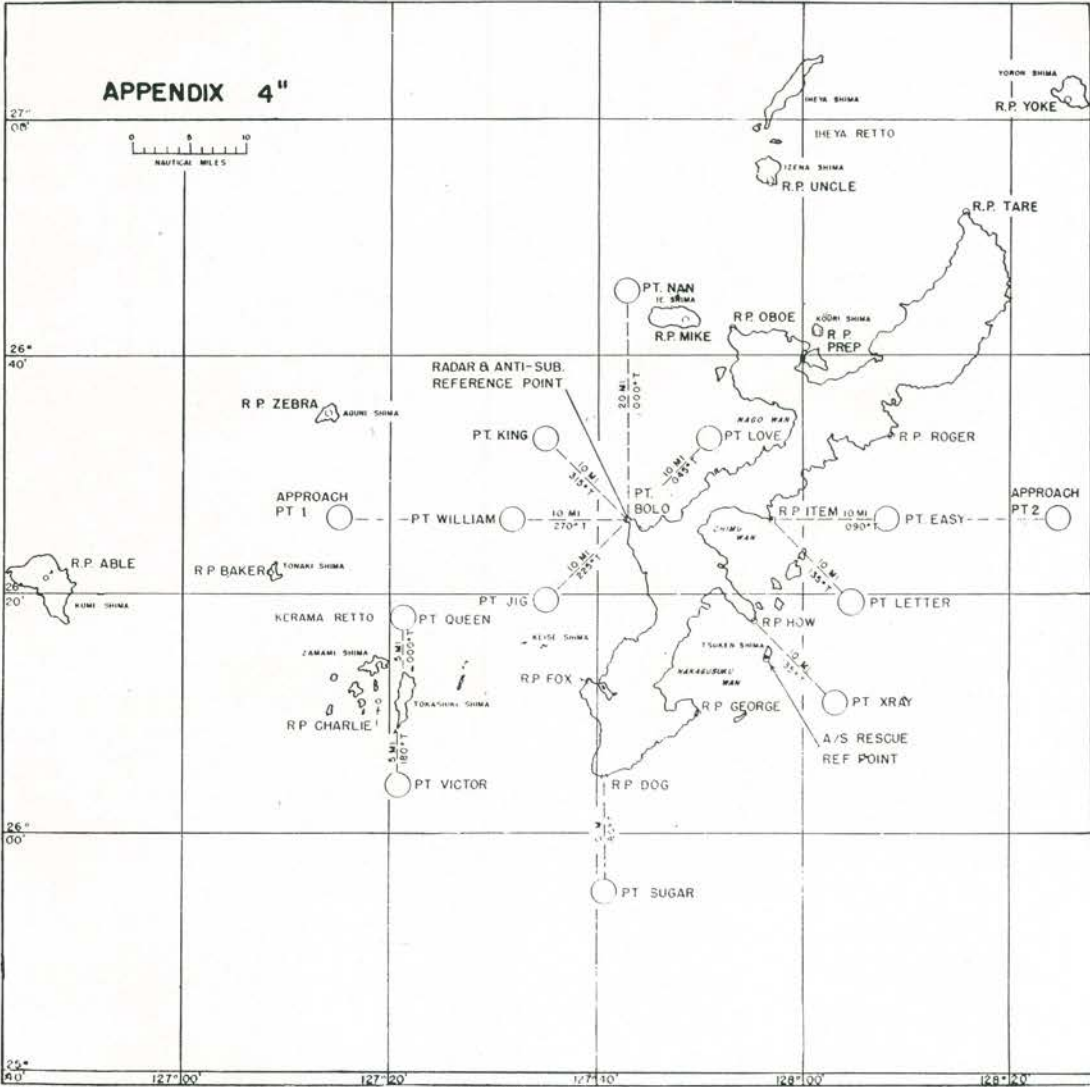 APPENDIX 4"
0 5 10
NAUTICAL MILES
27°
00'
YORON SHIMA
R.P. YOKE
IHEYA SHIMA
IHEYA RETTO
IZENA SHIMA
R.P. UNCLE
R.P. TARE
PT. NAN
IE SHIMA
R.P. MIKE
R.P. OBOE
KOURI SHIMA
R P
PREP
26°
40'
RADAR & ANTI-SUB.
REFERENCE POINT
20 MI
000°T
R P. ZEBRA
AGUNI SHIMA
NAGO WAN
PT. KING
PT LOVE
R.P. ROGER
10 MI
315°T
10 MI
045°T
APPROACH
PT 1
PT WILLIAM
10 MI
270°T
PT.
BOLO
R P ITEM
10 MI
090°T
PT. EASY
APPROACH
PT 2
CHIMU
WAN
R.P. ABLE
KUMI SHIMA
R P BAKER
TONAKI SHIMA
10 MI
225°T
10 MI
135°T
26°
20'
PT JIG
PT LETTER
KERAMA RETTO
PT QUEEN
R P HOW
ZAMAMI SHIMA
5 MI
000°T
KEISE SHIMA
TSUKEN SHIMA
10 MI
R P FOX
NAKAGUSUKU
WAN
PT XRAY
R P CHARLIE
TOKASHIKI SHIMA
R P GEORGE
A/S RESCUE
REF POINT
5 MI
180°T
PT VICTOR
R P DOG
26°
00'
MI
PT SUGAR
25°
40'
127°00'
127°20'
127°40'
128°00'
128°20'